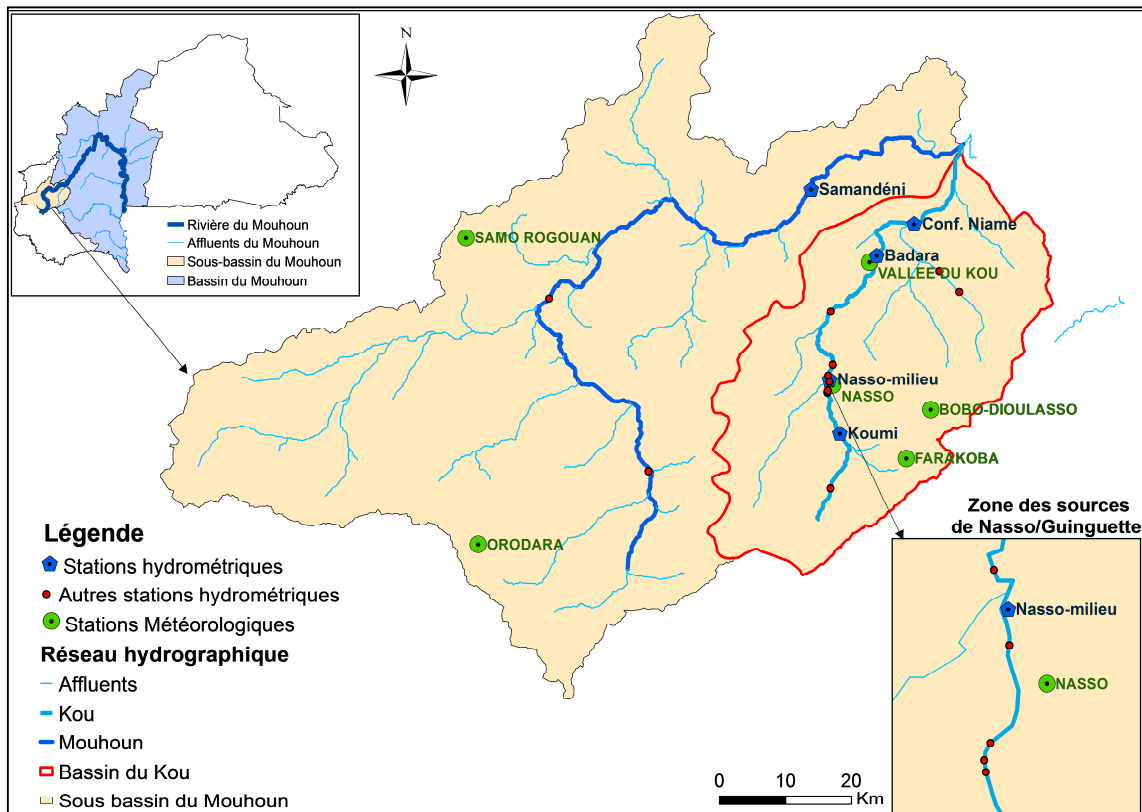 Rivière du Mouhoun
Affluents du Mouhoun
Sous-bassin du Mouhoun
Bassin du Mouhoun
N
Samandéni
SAMO ROGOUAN
Conf. Niame
Badara
VALLEE DU KOU
Nasso-milieu
NASSO
BOBO-DIOULASSO
Koumi
FARAKOBA
ORODARA
Légende
Stations hydrométriques
Autres stations hydrométriques
Stations Météorologiques
Réseau hydrographique
Affluents
Kou
Mouhoun
Bassin du Kou
Sous bassin du Mouhoun
0 10 20
Km
Zone des sources
de Nasso/Guinguette
Nasso-milieu
NASSO